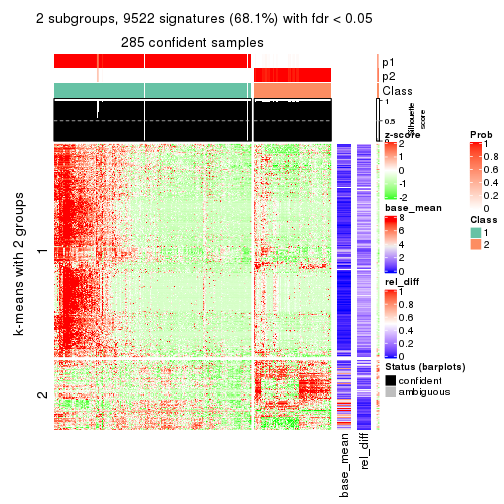 2 subgroups, 9522 signatures (68.1%) with fdr < 0.05
285 confident samples
p1
p2
Class
1
0.5
0
Silhouette
score
k-means with 2 groups
1
2
z-score
2
1
0
-1
-2
base_mean
8
6
4
2
0
rel_diff
1
0.8
0.6
0.4
0.2
0
Status (barplots)
confident
ambiguous
Prob
1
0.8
0.6
0.4
0.2
0
Class
1
2
base_mean
rel_diff